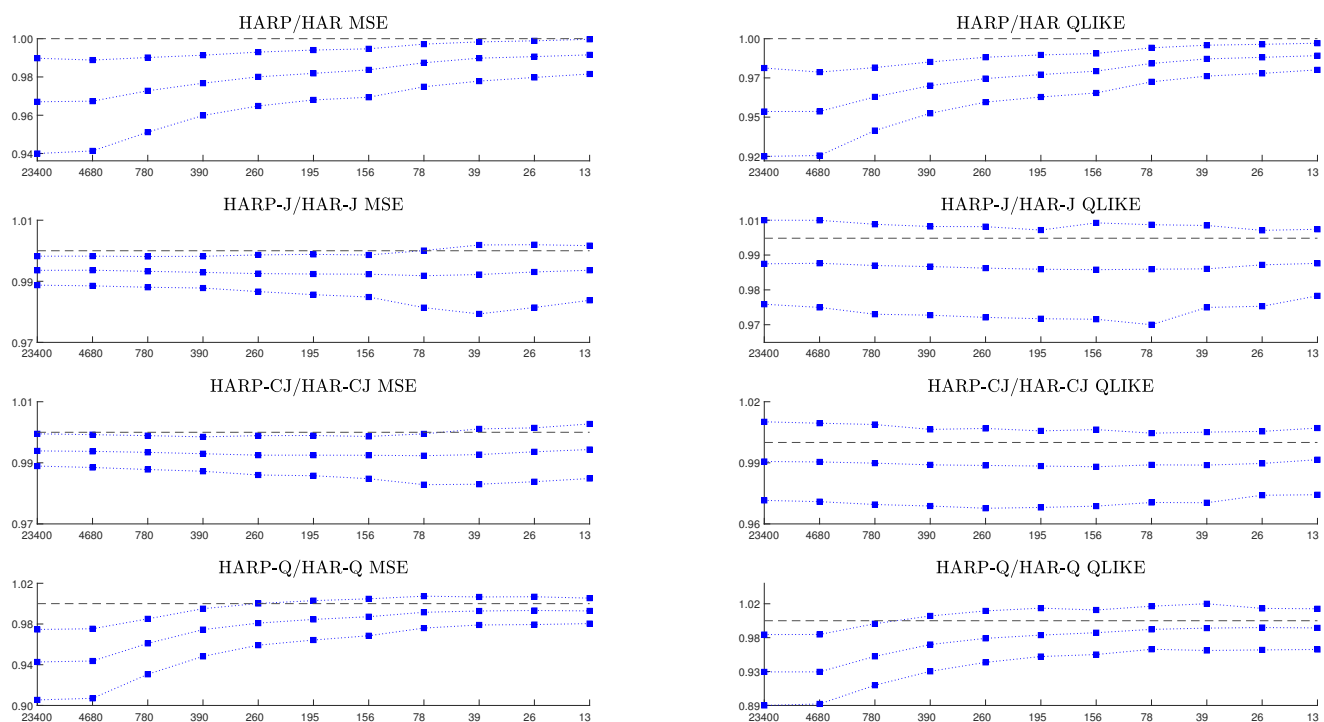 HARP/HAR MSE
1.00
0.98
0.96
0.94
23400 4680 780 390 260 195 156 78 39 26 13
HARP/HAR QLIKE
1.00
0.97
0.95
0.92
23400 4680 780 390 260 195 156 78 39 26 13
HARP-J/HAR-J MSE
1.01
0.99
0.97
23400 4680 780 390 260 195 156 78 39 26 13
HARP-J/HAR-J QLIKE
1.01
0.99
0.98
0.97
23400 4680 780 390 260 195 156 78 39 26 13
HARP-CJ/HAR-CJ MSE
1.01
0.99
0.97
23400 4680 780 390 260 195 156 78 39 26 13
HARP-CJ/HAR-CJ QLIKE
1.02
0.99
0.96
23400 4680 780 390 260 195 156 78 39 26 13
HARP-Q/HAR-Q MSE
1.02
0.98
0.94
0.90
23400 4680 780 390 260 195 156 78 39 26 13
HARP-Q/HAR-Q QLIKE
1.02
0.98
0.93
0.89
23400 4680 780 390 260 195 156 78 39 26 13